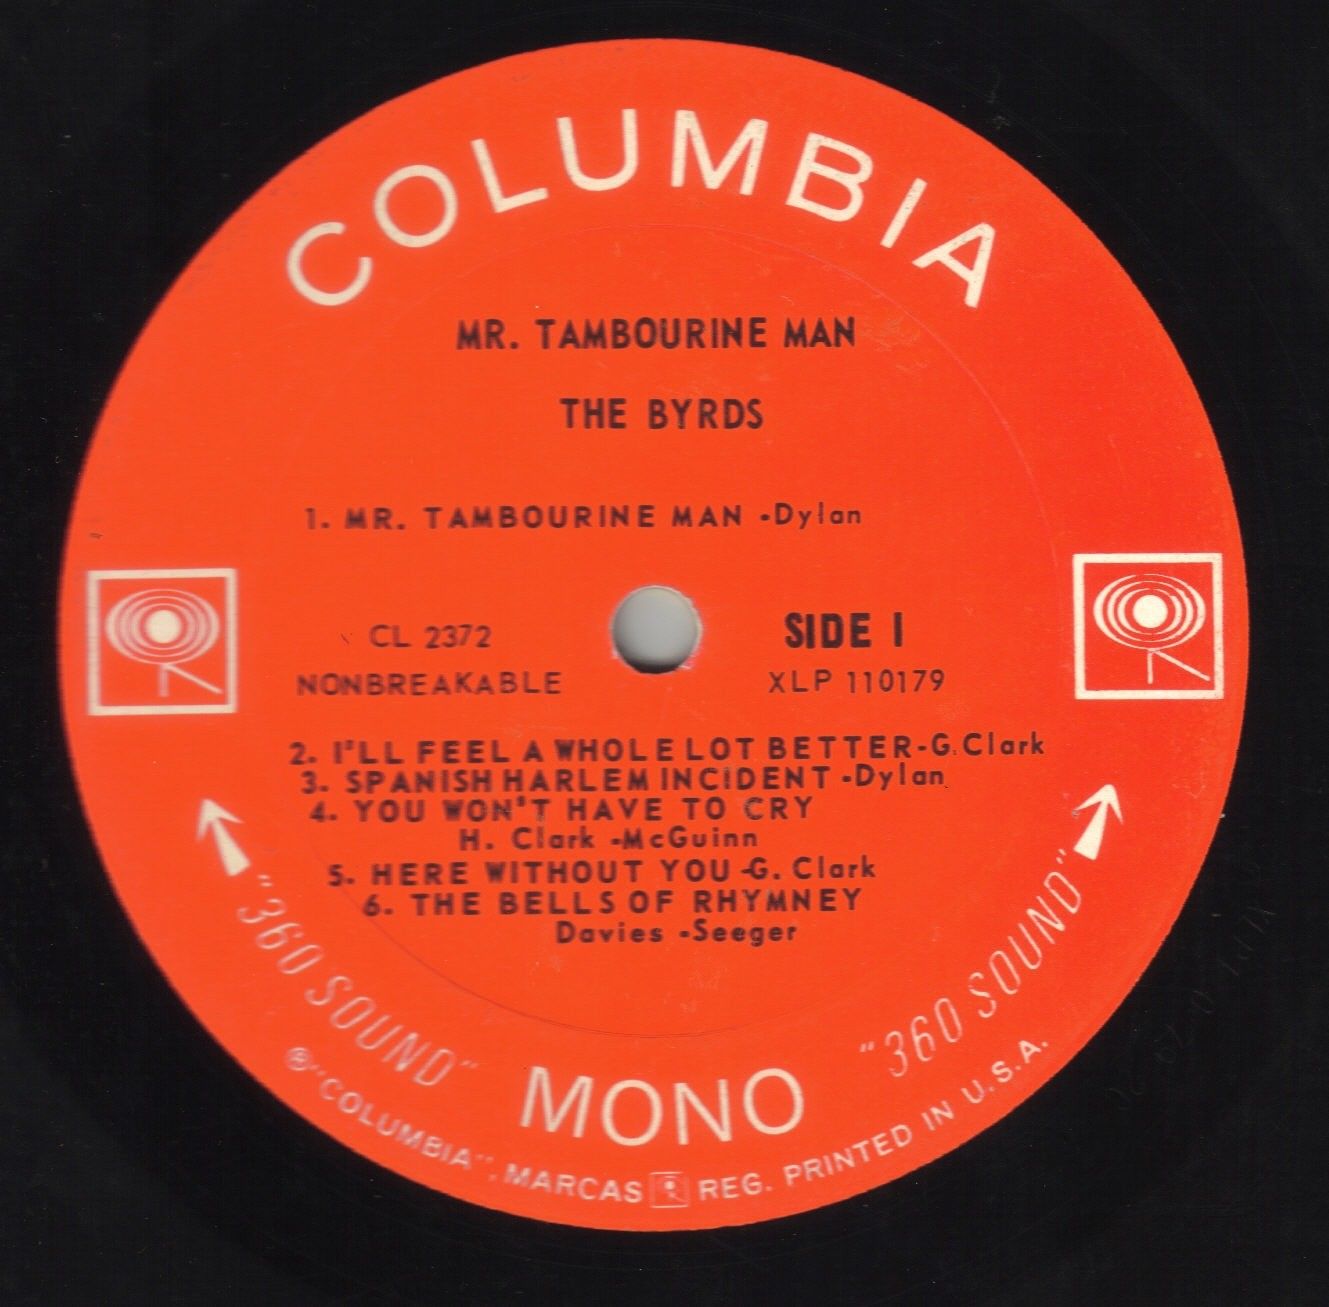 COLUMBIA
MR. TAMBOURINE MAN
THE BYRDS
1. MR. TAMBOURINE MAN -Dylan
CL 2372
NONBREAKABLE
SIDE 1
XLP 110179
2. I'LL FEEL A WHOLE LOT BETTER-G. Clark
3. SPANISH HARLEM INCIDENT -Dylan
4. YOU WON'T HAVE TO CRY
H. Clark -McGuinn
5. HERE WITHOUT YOU -G. Clark
6. THE BELLS OF RHYMNEY
Davies -Seeger
"360 SOUND"
MONO
"360 SOUND"
® "COLUMBIA", MARCAS REG. PRINTED IN U.S.A.